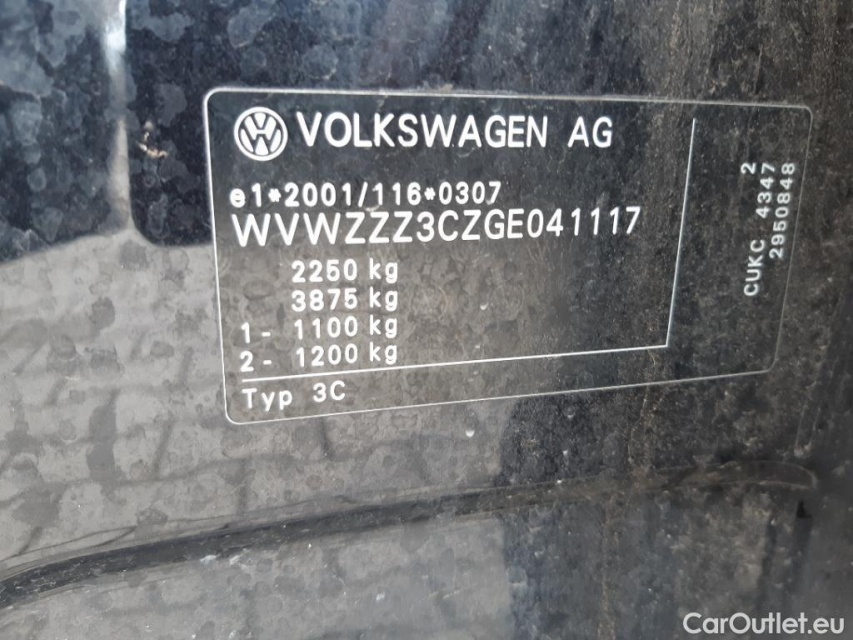 VOLKSWAGEN AG
e1*2001/116*0307
WVWZZZ3CZGE041117
2250 kg
3875 kg
1 - 1100 kg
2 - 1200 kg
Typ 3C
CUKC 4347 2
2950848
CarOutlet.eu